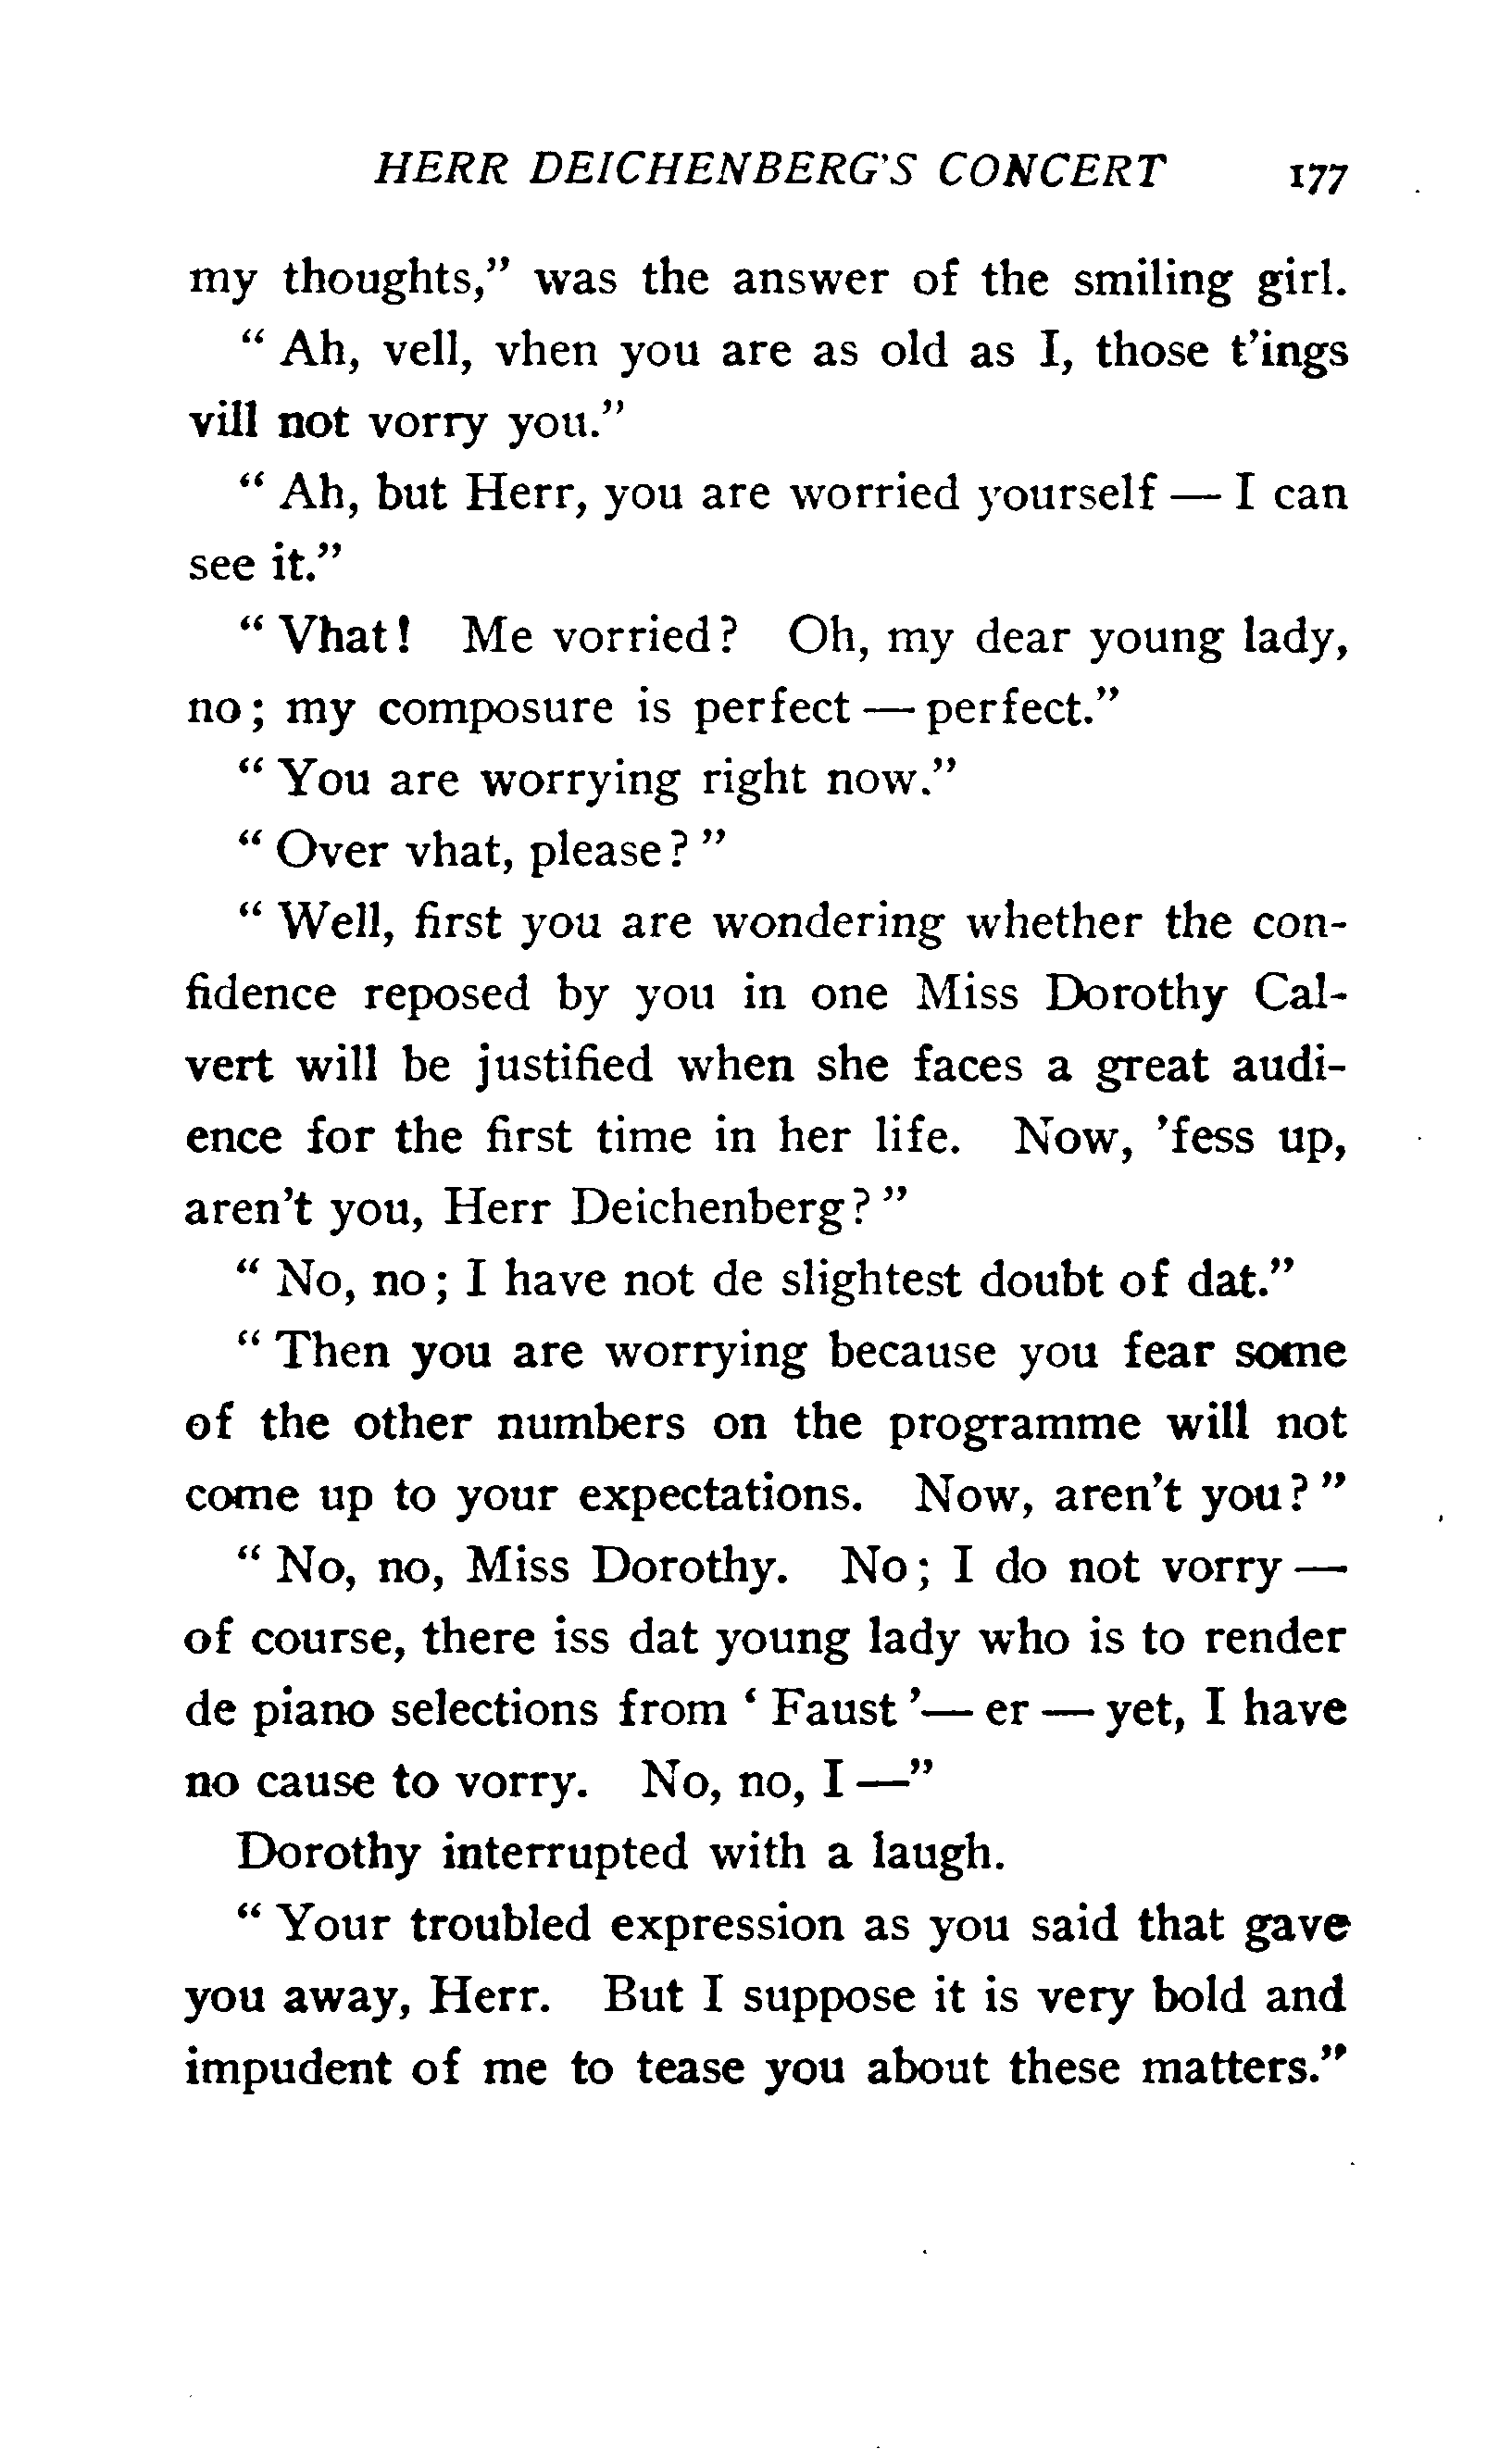 HERR DEICHENBERG'S CONCERT 177
my thoughts," was the answer of the smiling girl.
" Ah, vell, vhen you are as old as I, those t'ings
vill not vorry you."
" Ah, but Herr, you are worried yourself — I can
see it."
" Vhat! Me vorried? Oh, my dear young lady,
no; my composure is perfect — perfect."
" You are worrying right now."
" Over vhat, please? "
" Well, first you are wondering whether the con-
fidence reposed by you in one Miss Dorothy Cal-
vert will be justified when she faces a great audi-
ence for the first time in her life. Now, 'fess up,
aren't you, Herr Deichenberg? "
" No, no; I have not de slightest doubt of dat."
" Then you are worrying because you fear some
of the other numbers on the programme will not
come up to your expectations. Now, aren't you? "
" No, no, Miss Dorothy. No; I do not vorry —
of course, there iss dat young lady who is to render
de piano selections from ' Faust '— er — yet, I have
no cause to vorry. No, no, I —"
Dorothy interrupted with a laugh.
" Your troubled expression as you said that gave
you away, Herr. But I suppose it is very bold and
impudent of me to tease you about these matters."